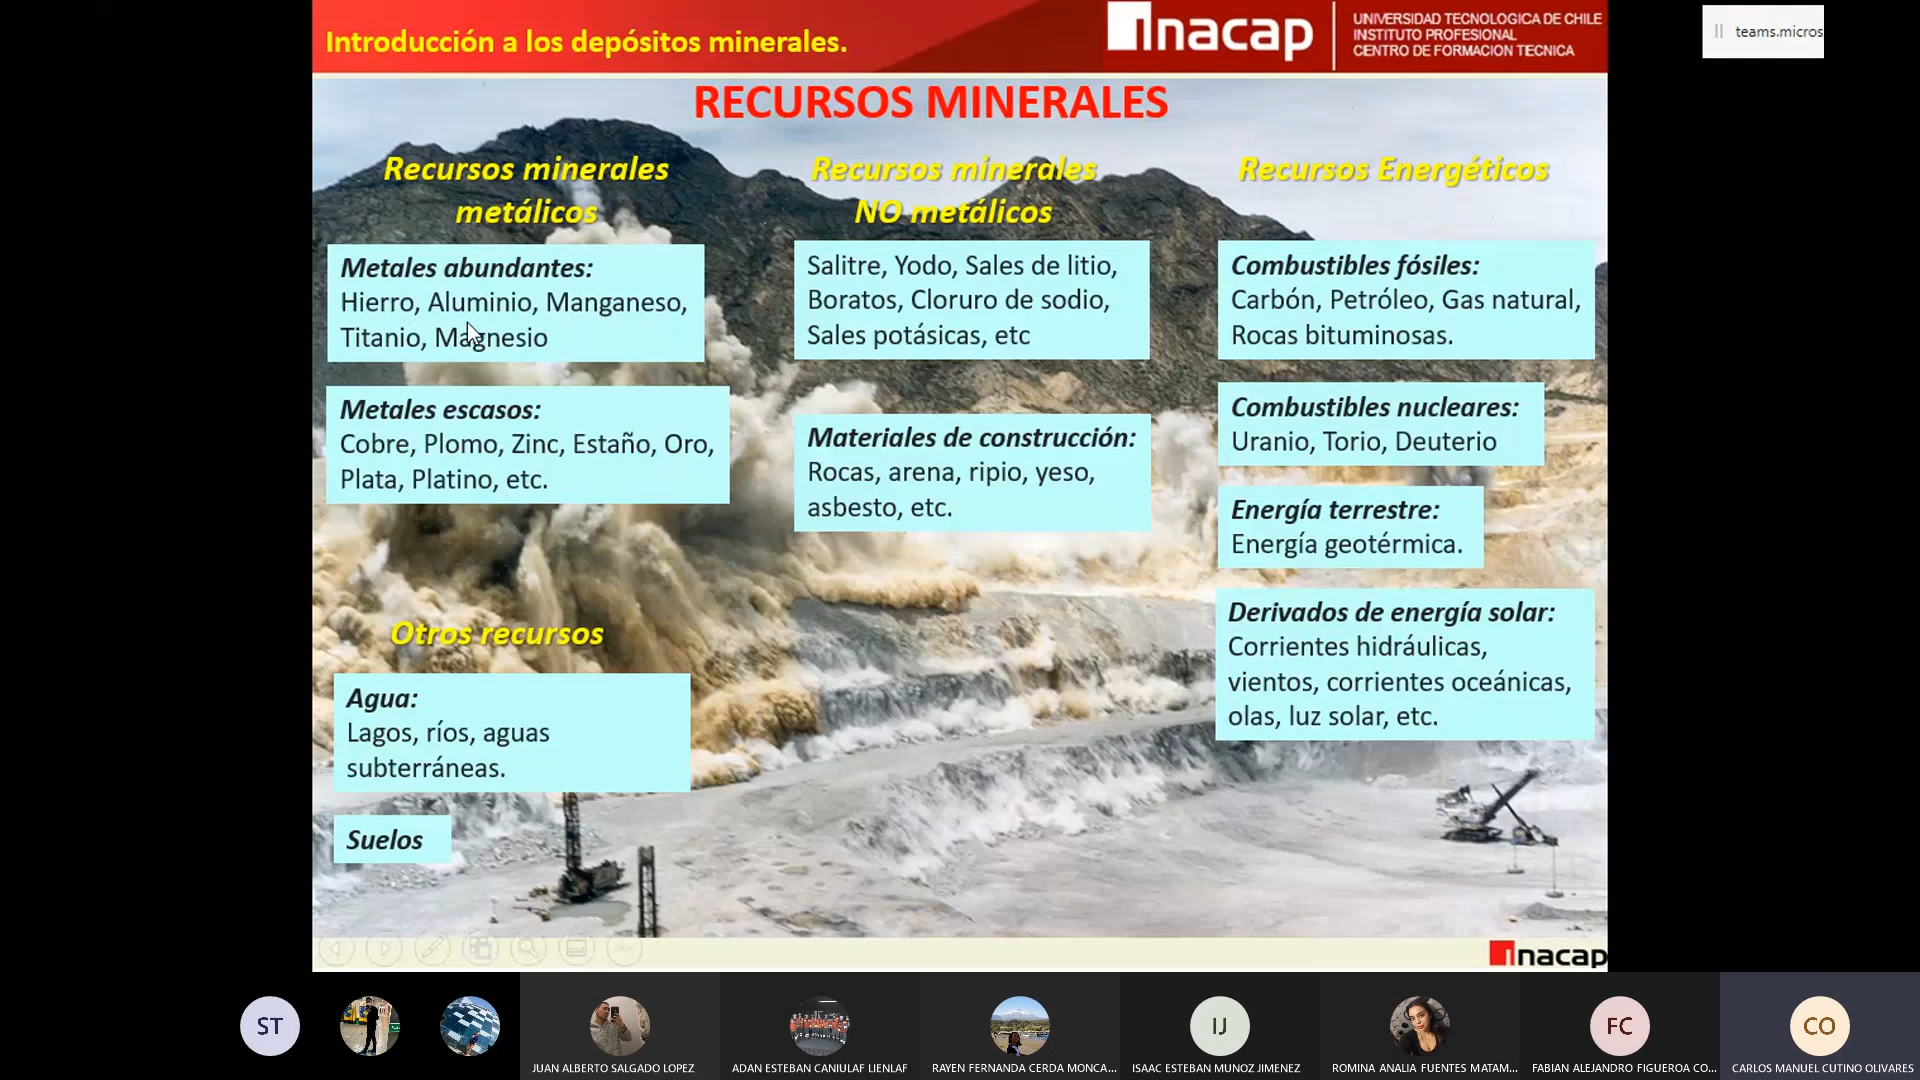 Introducción a los depósitos minerales.
Inacap
UNIVERSIDAD TECNOLOGICA DE CHILE
INSTITUTO PROFESIONAL
CENTRO DE FORMACION TECNICA
teams.micros
RECURSOS MINERALES
Recursos minerales
metálicos
Metales abundantes:
Hierro, Aluminio, Manganeso,
Titanio, Magnesio
Metales escasos:
Cobre, Plomo, Zinc, Estaño, Oro,
Plata, Platino, etc.
Otros recursos
Agua:
Lagos, ríos, aguas
subterráneas.
Suelos
Recursos minerales
NO metálicos
Salitre, Yodo, Sales de litio,
Boratos, Cloruro de sodio,
Sales potásicas, etc
Materiales de construcción:
Rocas, arena, ripio, yeso,
asbesto, etc.
Recursos Energéticos
Combustibles fósiles:
Carbón, Petróleo, Gas natural,
Rocas bituminosas.
Combustibles nucleares:
Uranio, Torio, Deuterio
Energía terrestre:
Energía geotérmica.
Derivados de energía solar:
Corrientes hidráulicas,
vientos, corrientes oceánicas,
olas, luz solar, etc.
Inacap
ST
IJ
FC
CO
JUAN ALBERTO SALGADO LOPEZ
ADAN ESTEBAN CANIULAF LIENLAF
RAYEN FERNANDA CERDA MONCA...
ISAAC ESTEBAN MUNOZ JIMENEZ
ROMINA ANALIA FUENTES MATAM...
FABIAN ALEJANDRO FIGUEROA CO...
CARLOS MANUEL CUTINO OLIVARES